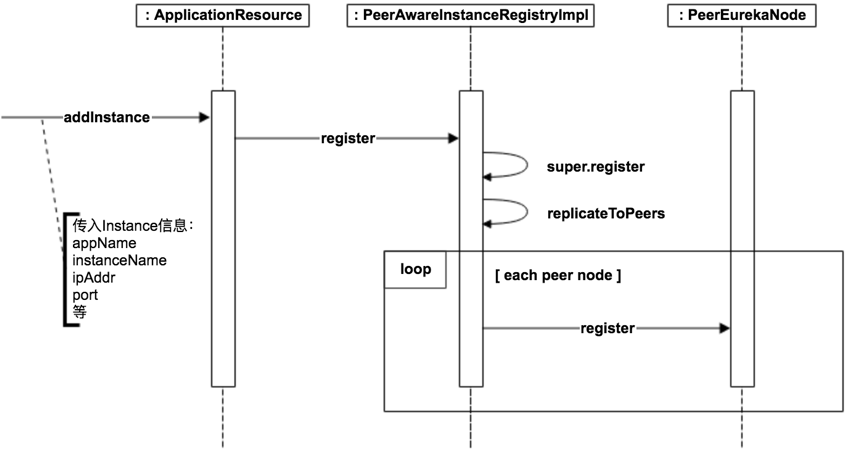 : ApplicationResource
: PeerAwareInstanceRegistryImpl
: PeerEurekaNode
addInstance
register
super.register
replicateToPeers
传入Instance信息：
appName
instanceName
ipAddr
port
等
loop
[ each peer node ]
register